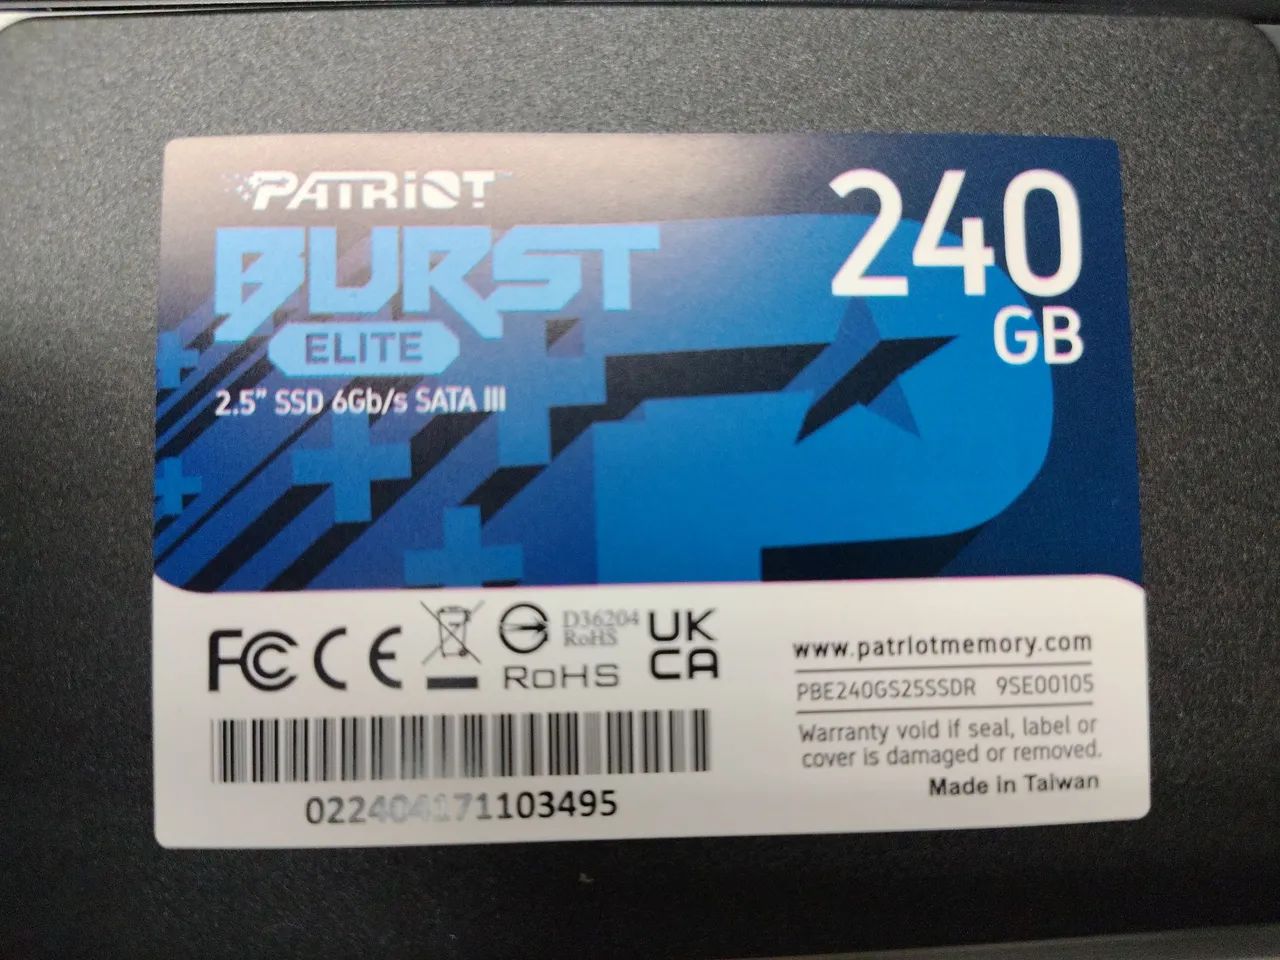 PATRiOT
BURST
ELITE
2.5” SSD 6Gb/s SATA III
240
GB
FC CE
D36204
RoHS
RoHS
UK
CA
www.patriotmemory.com
PBE240GS25SSDR 9SE00105
Warranty void if seal, label or
cover is damaged or removed.
Made in Taiwan
022404171103495